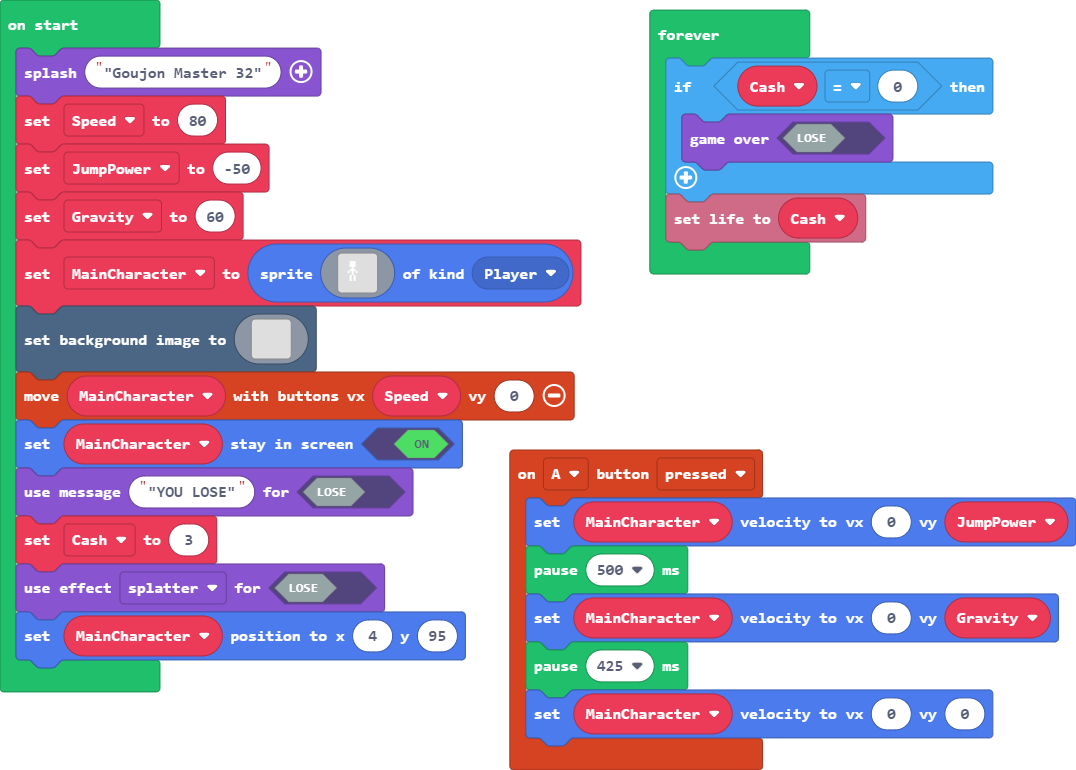 on start
splash ""Goujon Master 32""
set Speed to 80
set JumpPower to -50
set Gravity to 60
set MainCharacter to sprite of kind Player
set background image to
move MainCharacter with buttons vx Speed vy 0
set MainCharacter stay in screen ON
use message ""YOU LOSE"" for LOSE
set Cash to 3
use effect splatter for LOSE
set MainCharacter position to x 4 y 95
forever
if Cash = 0 then
game over LOSE
set life to Cash
on A button pressed
set MainCharacter velocity to vx 0 vy JumpPower
pause 500 ms
set MainCharacter velocity to vx 0 vy Gravity
pause 425 ms
set MainCharacter velocity to vx 0 vy 0